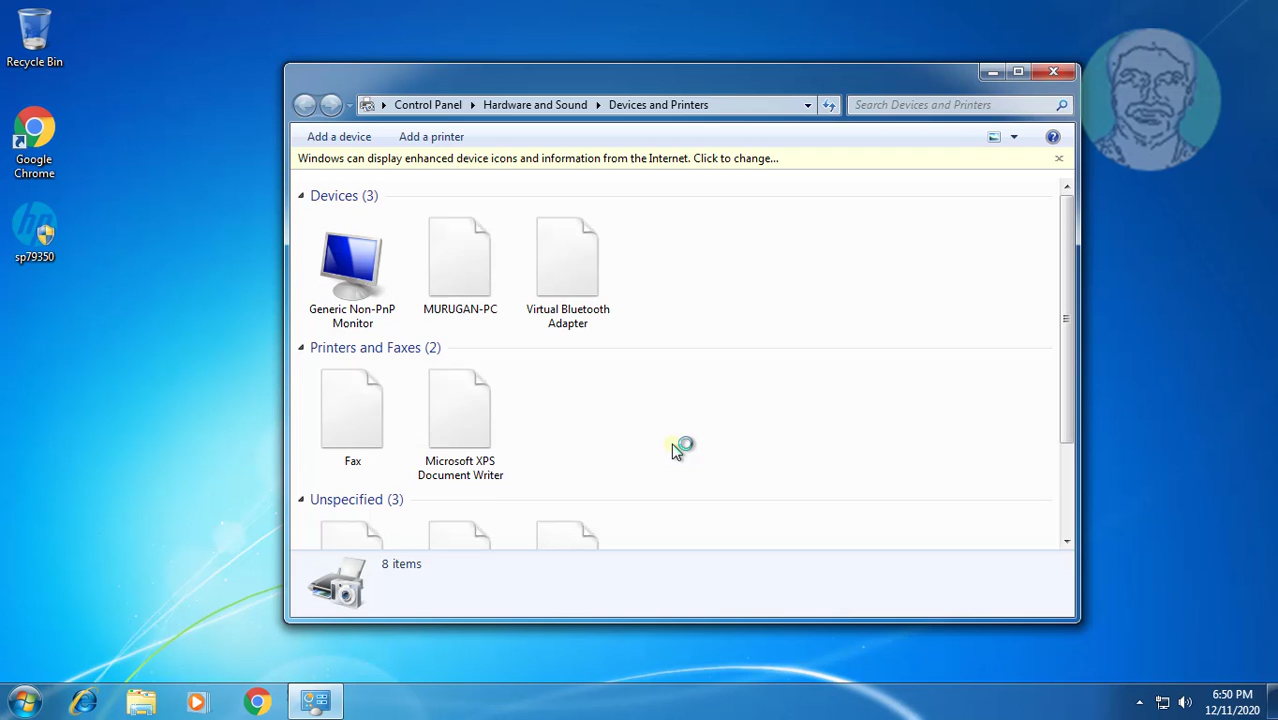 Recycle Bin
Google
Chrome
hp
sp79350
Control Panel
Hardware and Sound
Devices and Printers
Search Devices and Printers
Add a device
Add a printer
Windows can display enhanced device icons and information from the Internet. Click to change...
Devices (3)
Generic Non-PnP
Monitor
MURUGAN-PC
Virtual Bluetooth
Adapter
Printers and Faxes (2)
Fax
Microsoft XPS
Document Writer
Unspecified (3)
8 items
6:50 PM
12/11/2020